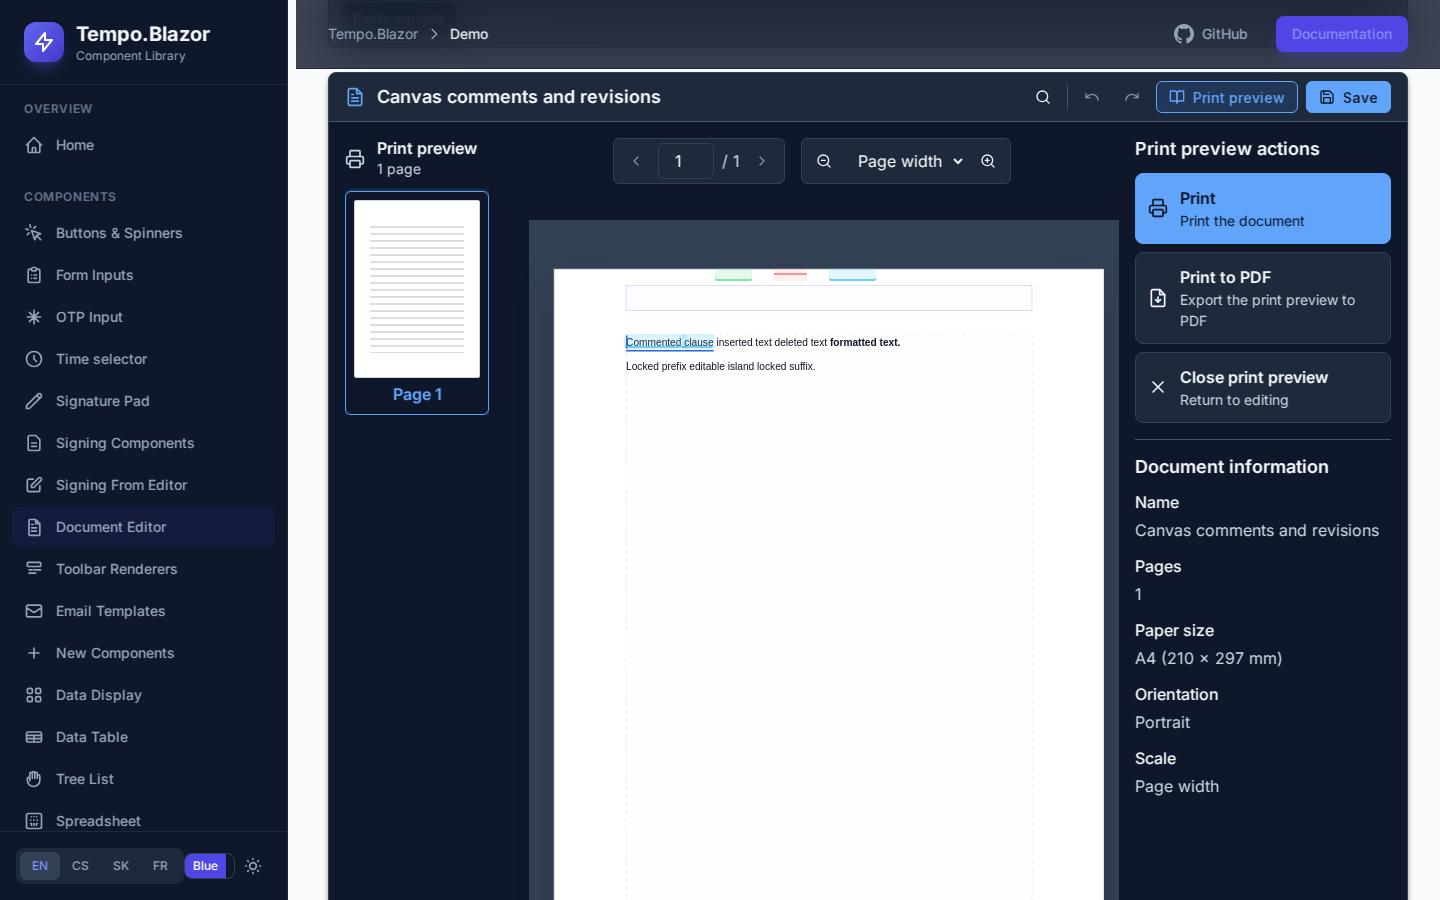 Tempo.Blazor
Component Library
OVERVIEW
Home
COMPONENTS
Buttons & Spinners
Form Inputs
OTP Input
Time selector
Signature Pad
Signing Components
Signing From Editor
Document Editor
Toolbar Renderers
Email Templates
New Components
Data Display
Data Table
Tree List
Spreadsheet
EN CS SK FR Blue
Paste sample
Tempo.Blazor > Demo
GitHub
Documentation
Canvas comments and revisions
Print preview
Save
Print preview
1 page
Page 1
1 / 1
Page width
Commented clause inserted text deleted text formatted text.
Locked prefix editable island locked suffix.
Print preview actions
Print
Print the document
Print to PDF
Export the print preview to
PDF
Close print preview
Return to editing
Document information
Name
Canvas comments and revisions
Pages
1
Paper size
A4 (210 × 297 mm)
Orientation
Portrait
Scale
Page width